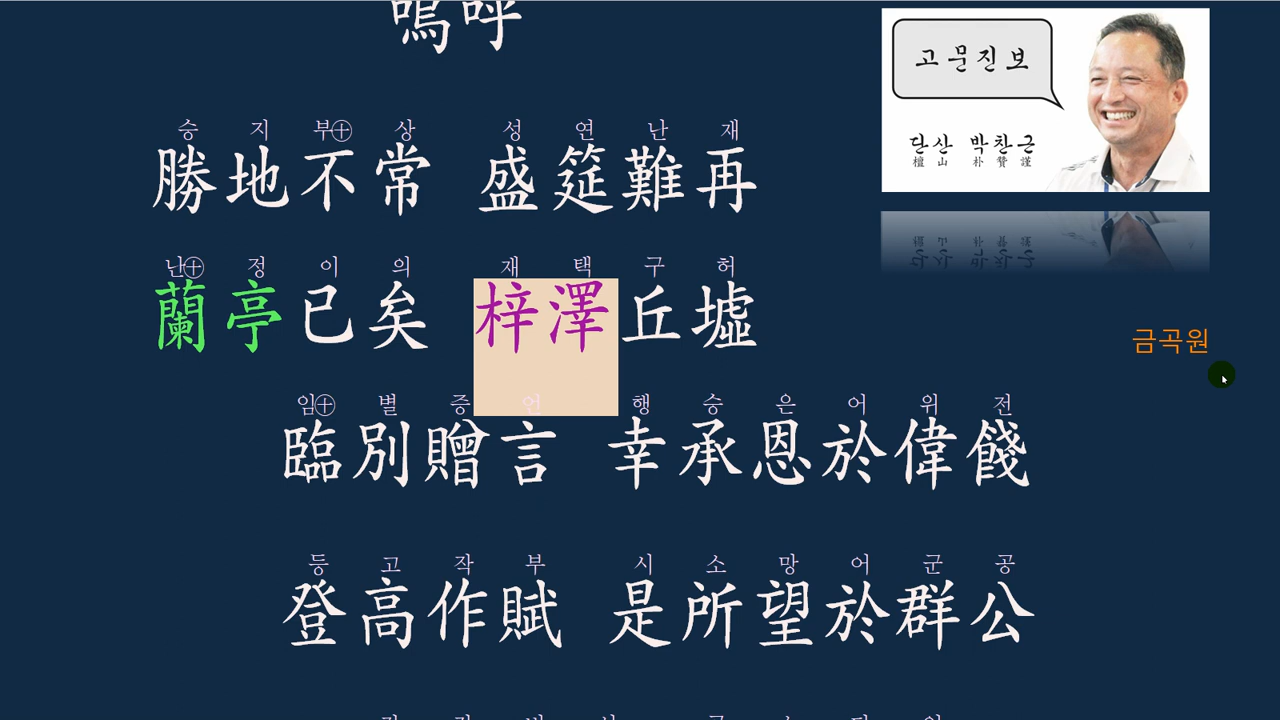 嗚呼
고문진보
단산 박찬근
檀山 朴贊謹
승 지 부㊉ 상 성 연 난 재
勝地不常 盛筵難再
난㊉ 정 이 의 재 택 구 허
蘭亭已矣 梓澤丘墟
금곡원
임㊉ 별 증 언 행 승 은 어 위 전
臨別贈言 幸承恩於偉餞
등 고 작 부 시 소 망 어 군 공
登高作賦 是所望於群公